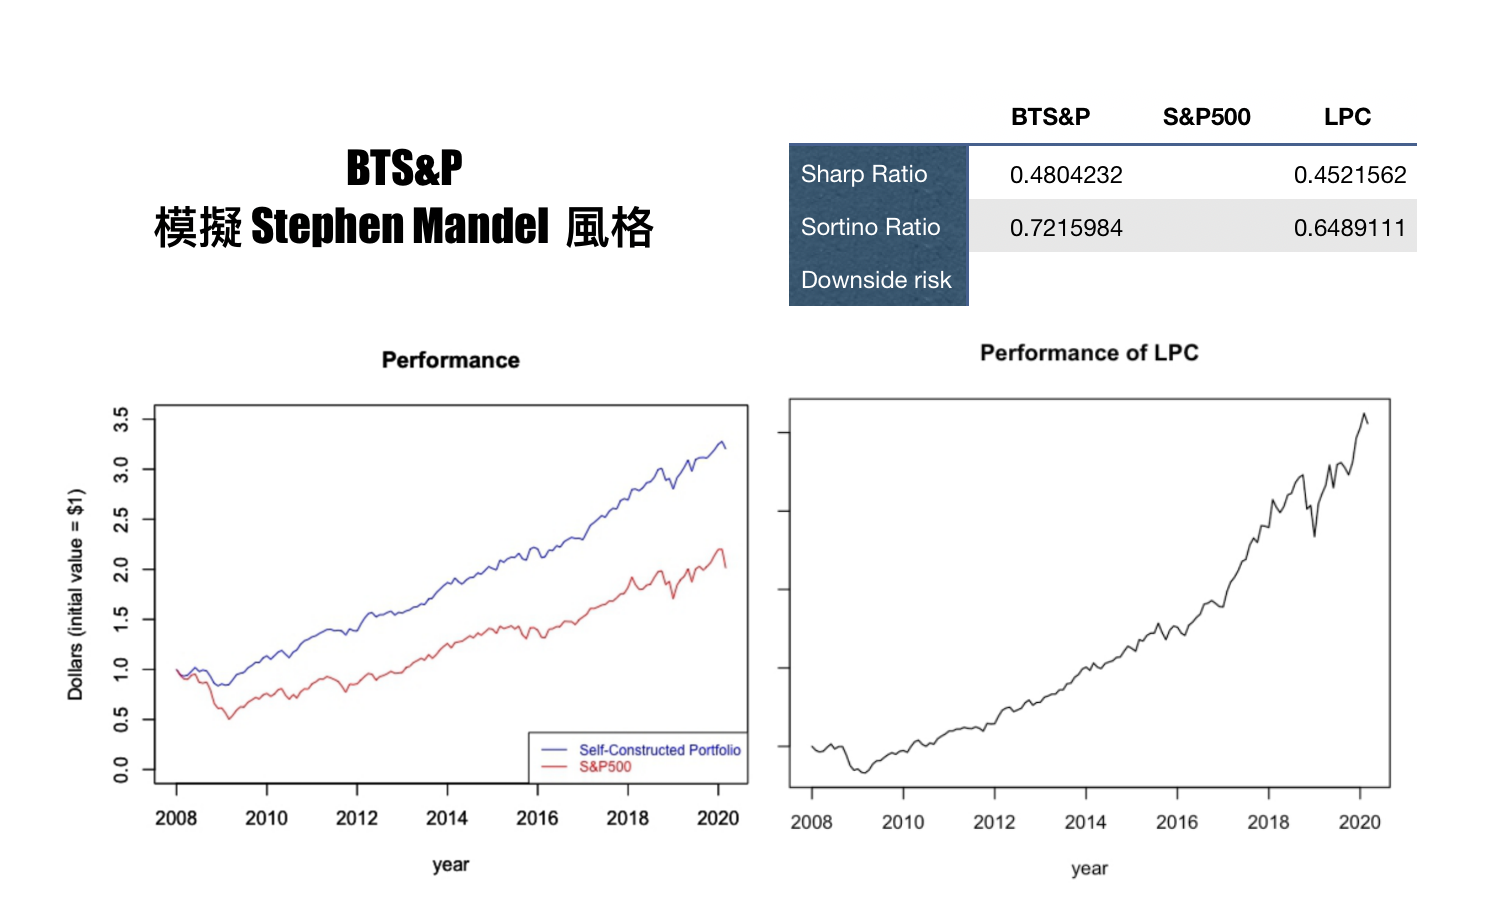 BTS&P
模擬 Stephen Mandel 風格
BTS&P S&P500 LPC
Sharp Ratio 0.4804232 0.4521562
Sortino Ratio 0.7215984 0.6489111
Downside risk
Performance
Dollars (initial value = $1)
3.5
3.0
2.5
2.0
1.5
1.0
0.5
0.0
Self-Constructed Portfolio
S&P500
2008 2010 2012 2014 2016 2018 2020
year
Performance of LPC
2008 2010 2012 2014 2016 2018 2020
year